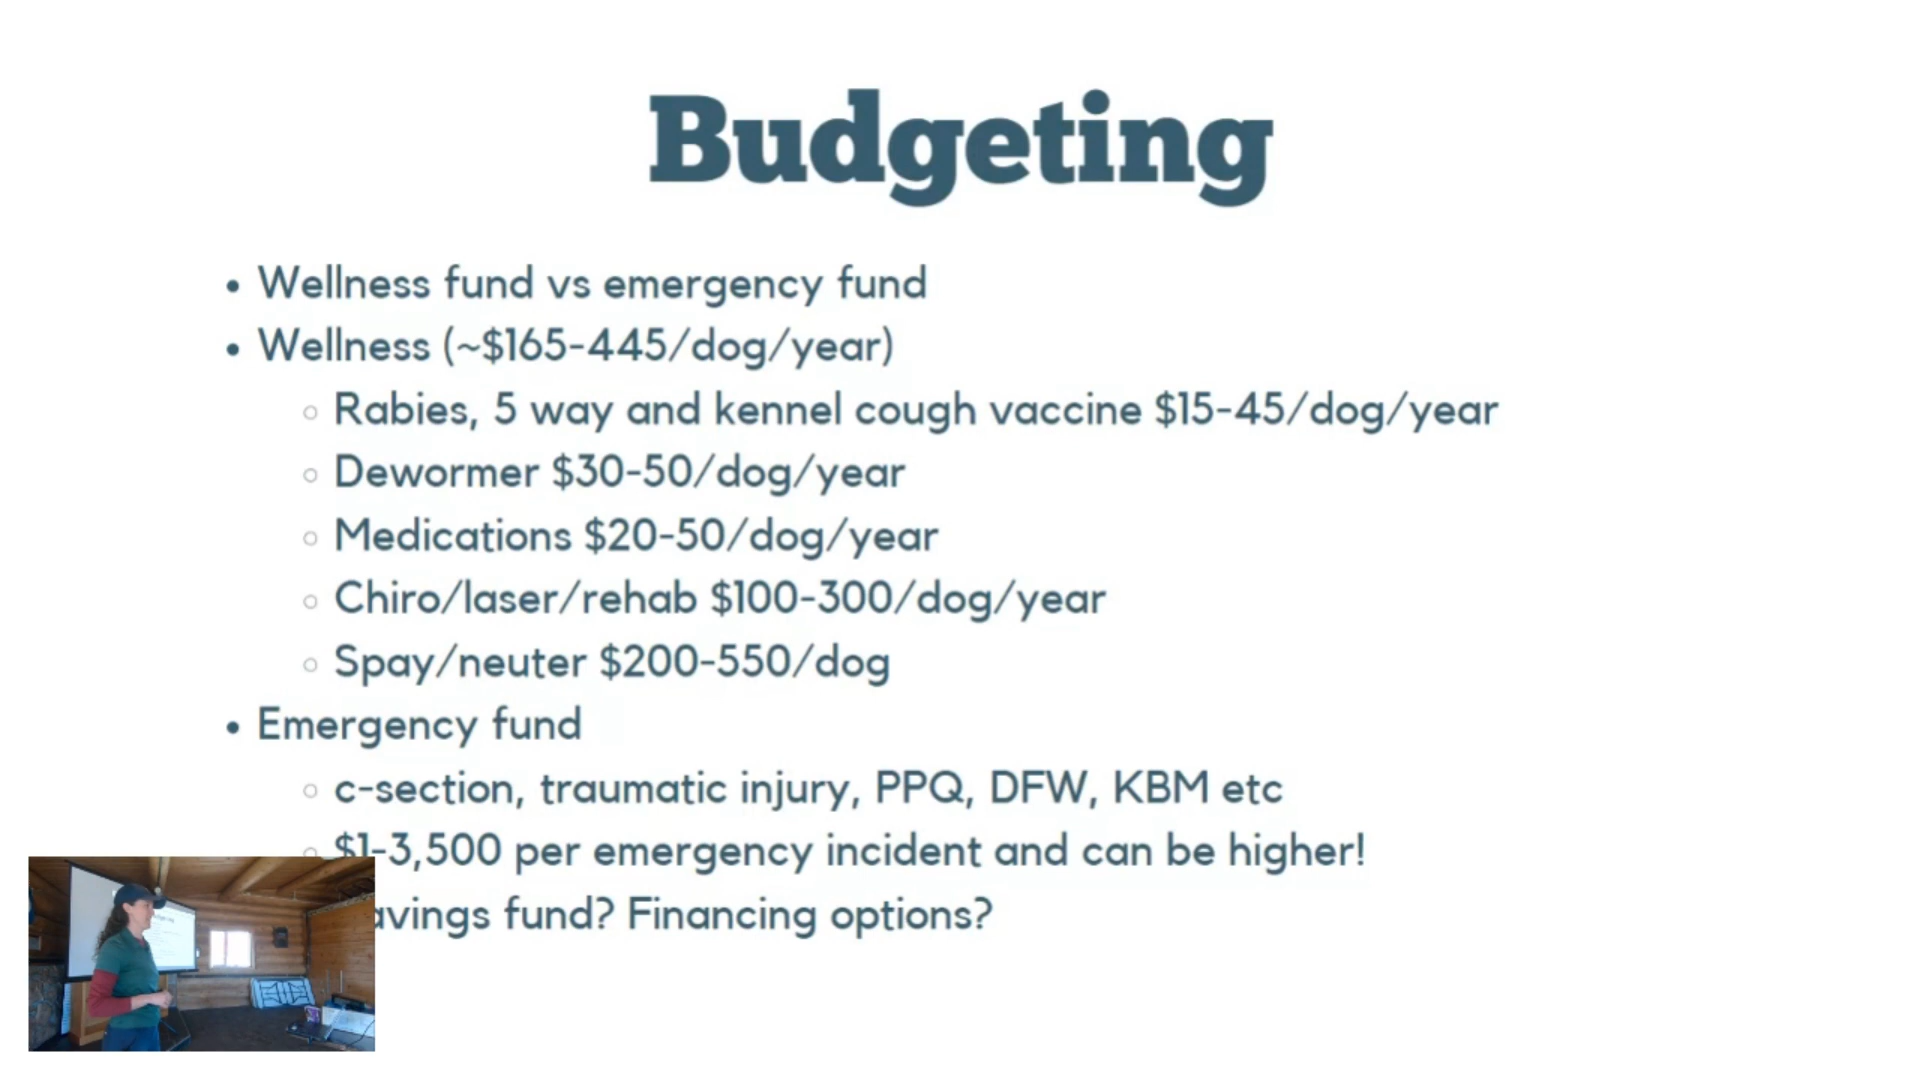 Budgeting
• Wellness fund vs emergency fund
• Wellness (~$165-445/dog/year)
○ Rabies, 5 way and kennel cough vaccine $15-45/dog/year
○ Dewormer $30-50/dog/year
○ Medications $20-50/dog/year
○ Chiro/laser/rehab $100-300/dog/year
○ Spay/neuter $200-550/dog
• Emergency fund
○ c-section, traumatic injury, PPQ, DFW, KBM etc
○ $1-3,500 per emergency incident and can be higher!
avings fund? Financing options?